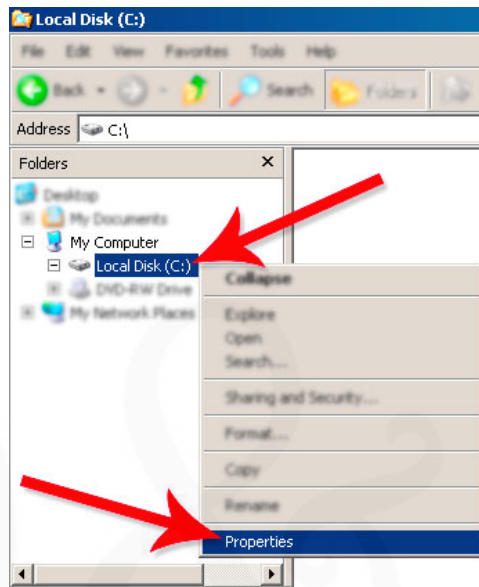 Local Disk (C:)
File Edit View Favorites Tools Help
Back Search Folders
Address C:\
Folders
Desktop
My Documents
My Computer
Local Disk (C:)
DVD-RW Drive
My Network Places
Collapse
Explore
Open
Search...
Sharing and Security...
Format...
Copy
Rename
Properties